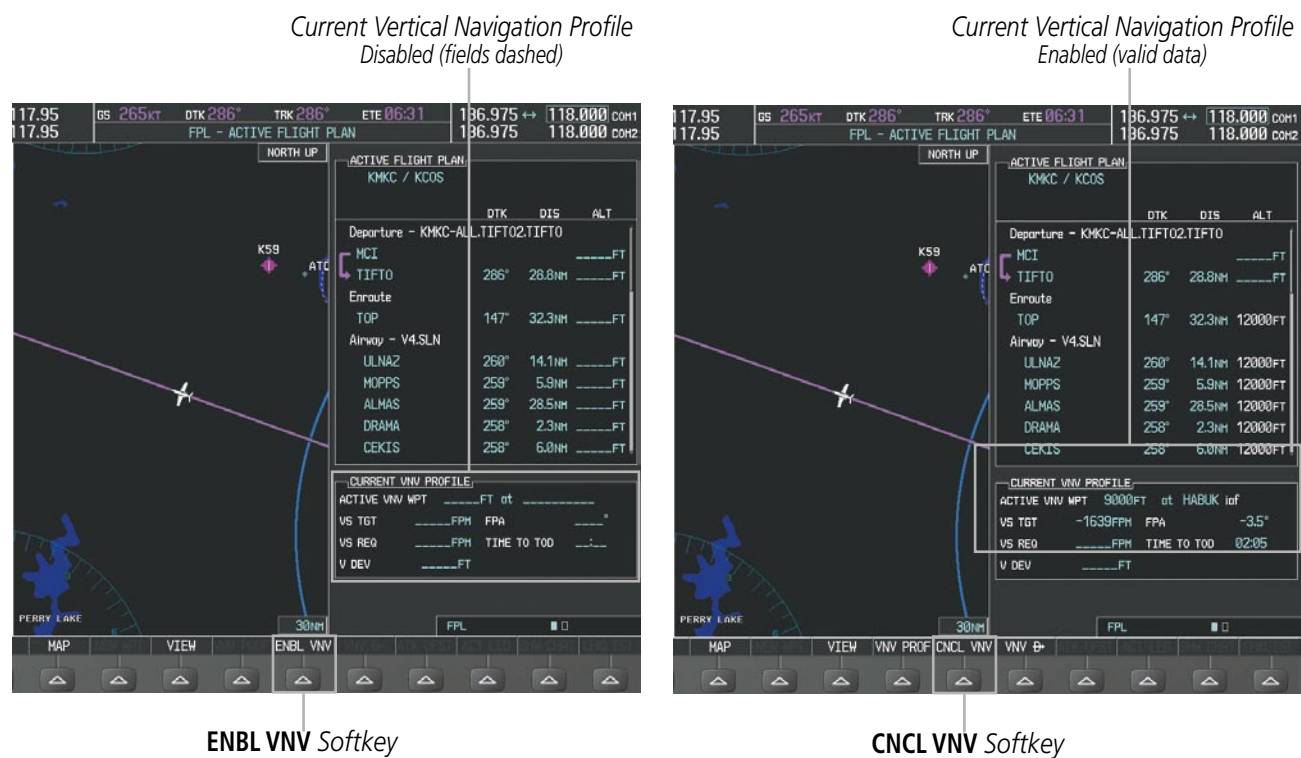 Current Vertical Navigation Profile
Disabled (fields dashed)
117.95 GS 265KT DTK 286° TRK 286° ETE 06:31 136.975 ↔ 118.000 COM1
117.95 FPL - ACTIVE FLIGHT PLAN 136.975 118.000 COM2
NORTH UP
ACTIVE FLIGHT PLAN
KMKC / KCOS
DTK DIS ALT
Departure - KMKC-ALL.TIFTO2.TIFTO
MCI _____FT
TIFTO 286° 28.8NM _____FT
Enroute
TOP 147° 32.3NM _____FT
Airway - V4.SLN
ULNAZ 260° 14.1NM _____FT
MOPPS 259° 5.9NM _____FT
ALMAS 259° 28.5NM _____FT
DRAMA 258° 2.3NM _____FT
CEKIS 258° 6.0NM _____FT
K59
ATC
CURRENT VNV PROFILE
ACTIVE VNV WPT _____FT at __________
VS TGT _____FPM FPA ____°
VS REQ _____FPM TIME TO TOD __:__
V DEV _____FT
PERRY LAKE
30NM
FPL
MAP VIEW ENBL VNV
ENBL VNV Softkey
Current Vertical Navigation Profile
Enabled (valid data)
117.95 GS 265KT DTK 286° TRK 286° ETE 06:31 136.975 ↔ 118.000 COM1
117.95 FPL - ACTIVE FLIGHT PLAN 136.975 118.000 COM2
NORTH UP
ACTIVE FLIGHT PLAN
KMKC / KCOS
DTK DIS ALT
Departure - KMKC-ALL.TIFTO2.TIFTO
MCI _____FT
TIFTO 286° 28.8NM _____FT
Enroute
TOP 147° 32.3NM 12000FT
Airway - V4.SLN
ULNAZ 260° 14.1NM 12000FT
MOPPS 259° 5.9NM 12000FT
ALMAS 259° 28.5NM 12000FT
DRAMA 258° 2.3NM 12000FT
CEKIS 258° 6.0NM 12000FT
K59
ATC
CURRENT VNV PROFILE
ACTIVE VNV WPT 9000FT at HABUK iaf
VS TGT -1639FPM FPA -3.5°
VS REQ _____FPM TIME TO TOD 02:05
V DEV _____FT
PERRY LAKE
30NM
FPL
MAP VIEW VNV PROF CNCL VNV VNV D→
CNCL VNV Softkey